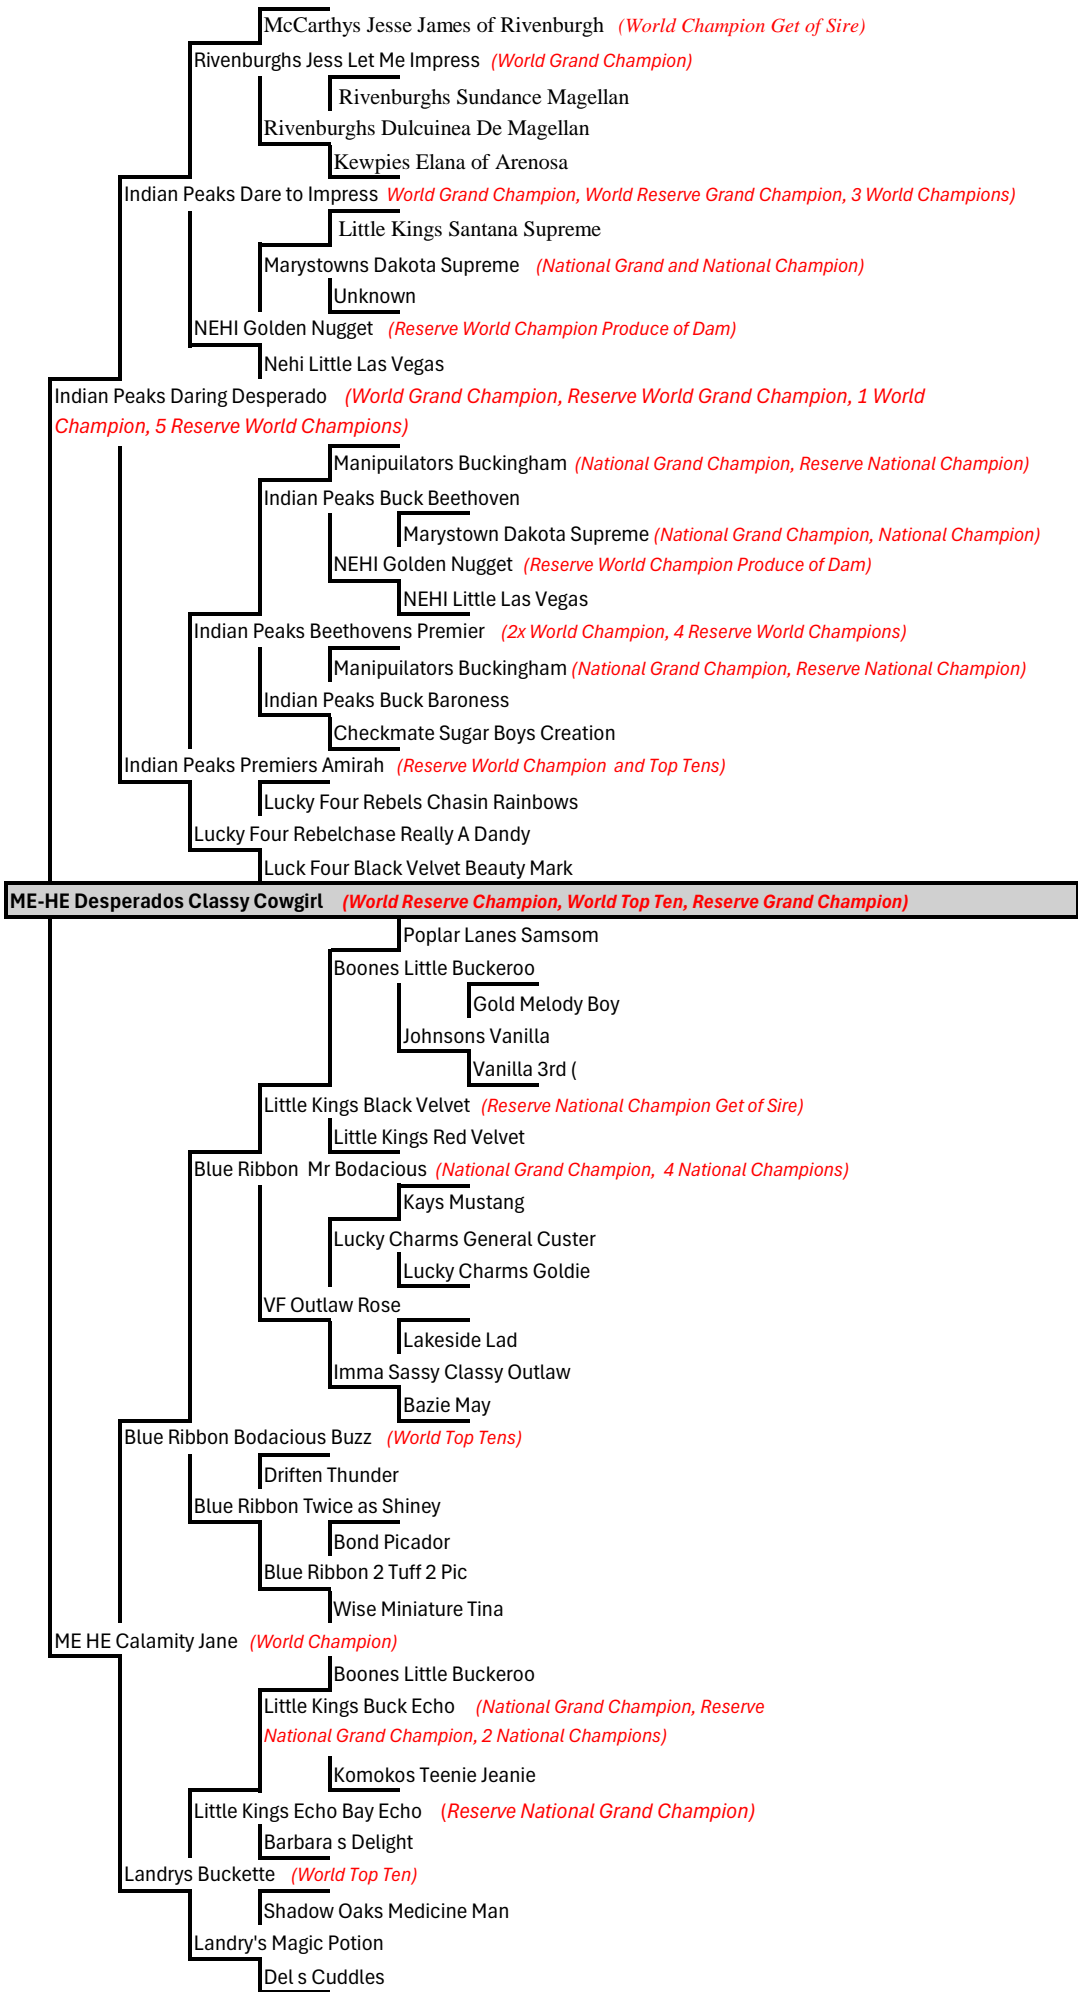 McCarthys Jesse James of Rivenburgh (World Champion Get of Sire)
Rivenburghs Jess Let Me Impress (World Grand Champion)
Rivenburghs Sundance Magellan
Rivenburghs Dulcuinea De Magellan
Kewpies Elana of Arenosa
Indian Peaks Dare to Impress World Grand Champion, World Reserve Grand Champion, 3 World Champions)
Little Kings Santana Supreme
Marystowns Dakota Supreme (National Grand and National Champion)
Unknown
NEHI Golden Nugget (Reserve World Champion Produce of Dam)
Nehi Little Las Vegas
Indian Peaks Daring Desperado (World Grand Champion, Reserve World Grand Champion, 1 World
Champion, 5 Reserve World Champions)
Manipuilators Buckingham (National Grand Champion, Reserve National Champion)
Indian Peaks Buck Beethoven
Marystown Dakota Supreme (National Grand Champion, National Champion)
NEHI Golden Nugget (Reserve World Champion Produce of Dam)
NEHI Little Las Vegas
Indian Peaks Beethovens Premier (2x World Champion, 4 Reserve World Champions)
Manipuilators Buckingham (National Grand Champion, Reserve National Champion)
Indian Peaks Buck Baroness
Checkmate Sugar Boys Creation
Indian Peaks Premiers Amirah (Reserve World Champion and Top Tens)
Lucky Four Rebels Chasin Rainbows
Lucky Four Rebelchase Really A Dandy
Luck Four Black Velvet Beauty Mark
ME-HE Desperados Classy Cowgirl (World Reserve Champion, World Top Ten, Reserve Grand Champion)
Poplar Lanes Samsom
Boones Little Buckeroo
Gold Melody Boy
Johnsons Vanilla
Vanilla 3rd (
Little Kings Black Velvet (Reserve National Champion Get of Sire)
Little Kings Red Velvet
Blue Ribbon Mr Bodacious (National Grand Champion, 4 National Champions)
Kays Mustang
Lucky Charms General Custer
Lucky Charms Goldie
VF Outlaw Rose
Lakeside Lad
Imma Sassy Classy Outlaw
Bazie May
Blue Ribbon Bodacious Buzz (World Top Tens)
Driften Thunder
Blue Ribbon Twice as Shiney
Bond Picador
Blue Ribbon 2 Tuff 2 Pic
Wise Miniature Tina
ME HE Calamity Jane (World Champion)
Boones Little Buckeroo
Little Kings Buck Echo (National Grand Champion, Reserve
National Grand Champion, 2 National Champions)
Komokos Teenie Jeanie
Little Kings Echo Bay Echo (Reserve National Grand Champion)
Barbara s Delight
Landrys Buckette (World Top Ten)
Shadow Oaks Medicine Man
Landry's Magic Potion
Del s Cuddles